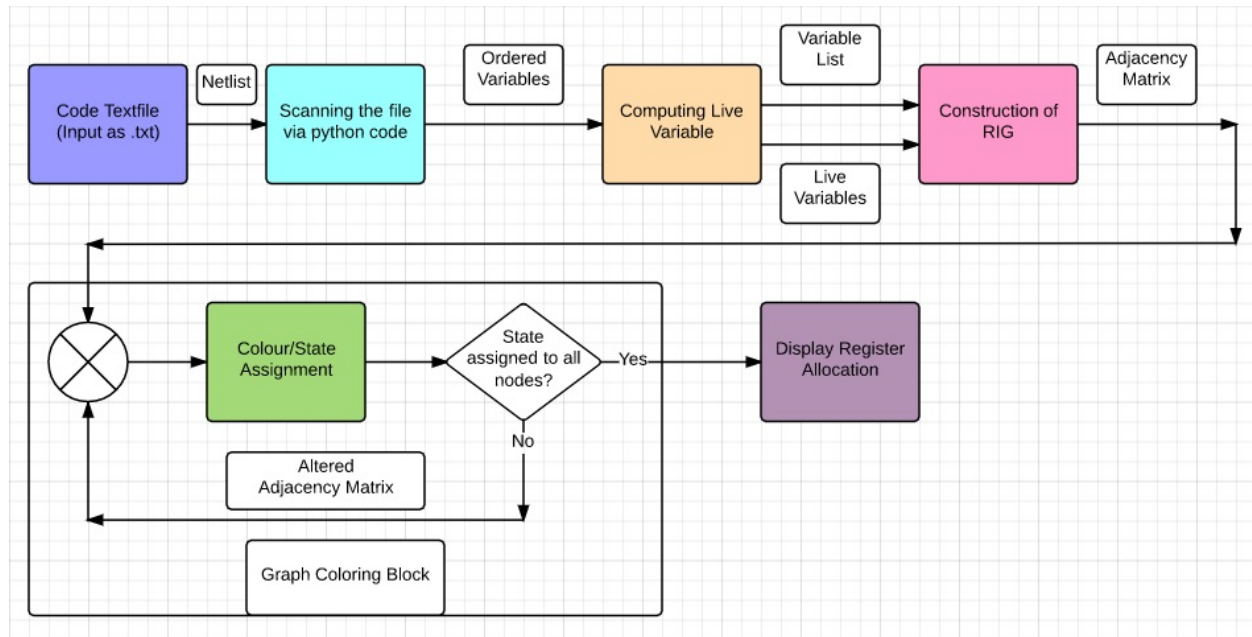 Code Textfile
(Input as .txt)
Netlist
Scanning the file
via python code
Ordered
Variables
Computing Live
Variable
Variable
List
Live
Variables
Construction of
RIG
Adjacency
Matrix
Colour/State
Assignment
State
assigned to all
nodes?
Yes
Display Register
Allocation
No
Altered
Adjacency Matrix
Graph Coloring Block